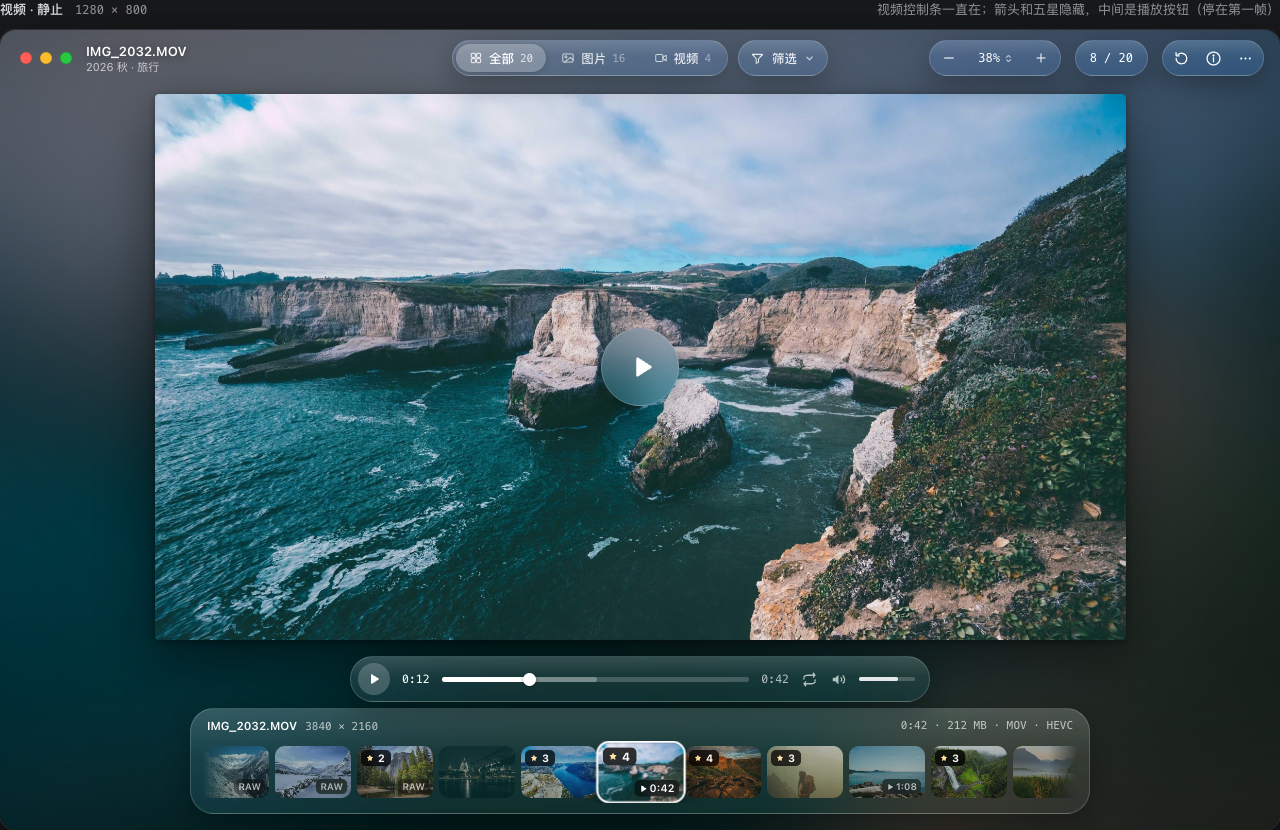 视频 · 静止 1280 × 800
视频控制条一直在；箭头和五星隐藏，中间是播放按钮（停在第一帧）
IMG_2032.MOV
2026 秋 · 旅行
全部 20 图片 16 视频 4 筛选
38% 8 / 20
0:12 0:42
IMG_2032.MOV 3840 × 2160 0:42 · 212 MB · MOV · HEVC
2 3 4 4 3 3
RAW RAW RAW 0:42 1:08